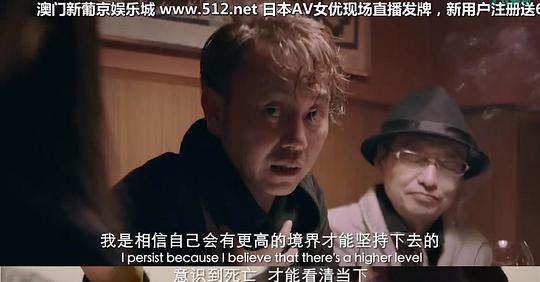 澳门新葡京娱乐城 www.512.net 日本AV女优现场直播发牌，新用户注册送6
我是相信自己会有更高的境界才能坚持下去的
I persist because I believe that there's a higher level
意识到死亡 才能看清当下